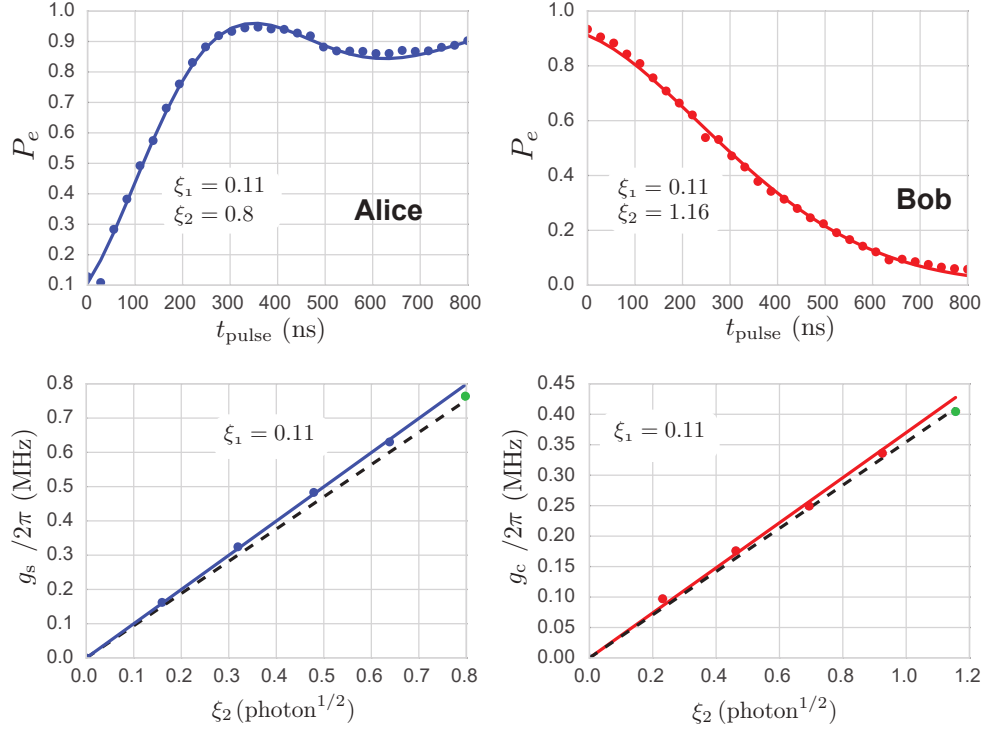 1.0
0.9
0.8
0.7
0.6
0.5
0.4
0.3
0.2
0.1
P_e
ξ₁ = 0.11
ξ₂ = 0.8
Alice
0 100 200 300 400 500 600 700 800
t_pulse (ns)
1.0
0.8
0.6
0.4
0.2
0.0
P_e
ξ₁ = 0.11
ξ₂ = 1.16
Bob
0 100 200 300 400 500 600 700 800
t_pulse (ns)
0.8
0.7
0.6
0.5
0.4
0.3
0.2
0.1
0.0
g_s /2π (MHz)
ξ₁ = 0.11
0.0 0.1 0.2 0.3 0.4 0.5 0.6 0.7 0.8
ξ₂ (photon^1/2)
0.45
0.40
0.35
0.30
0.25
0.20
0.15
0.10
0.05
0.00
g_c /2π (MHz)
ξ₁ = 0.11
0.0 0.2 0.4 0.6 0.8 1.0 1.2
ξ₂ (photon^1/2)